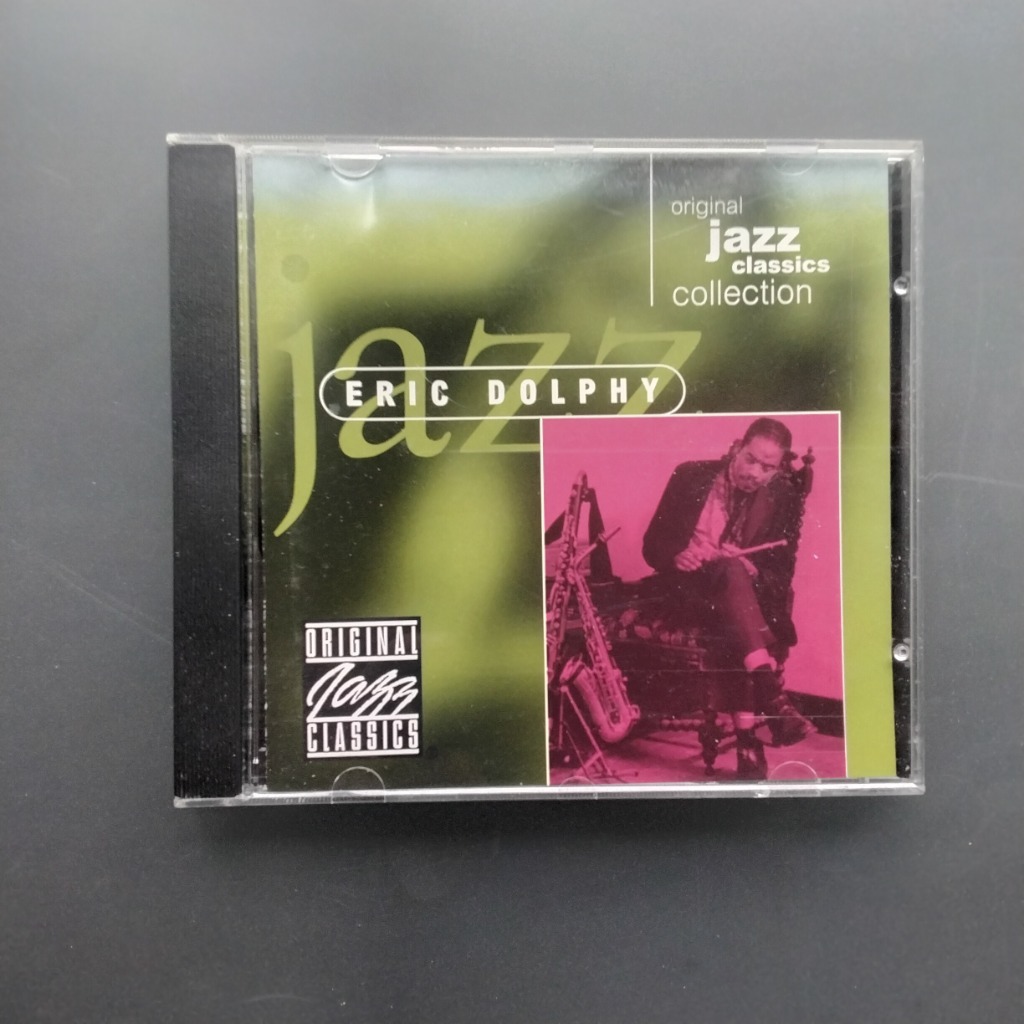 original
jazz
classics
collection
jazz
ERIC DOLPHY
ORIGINAL
Jazz
CLASSICS